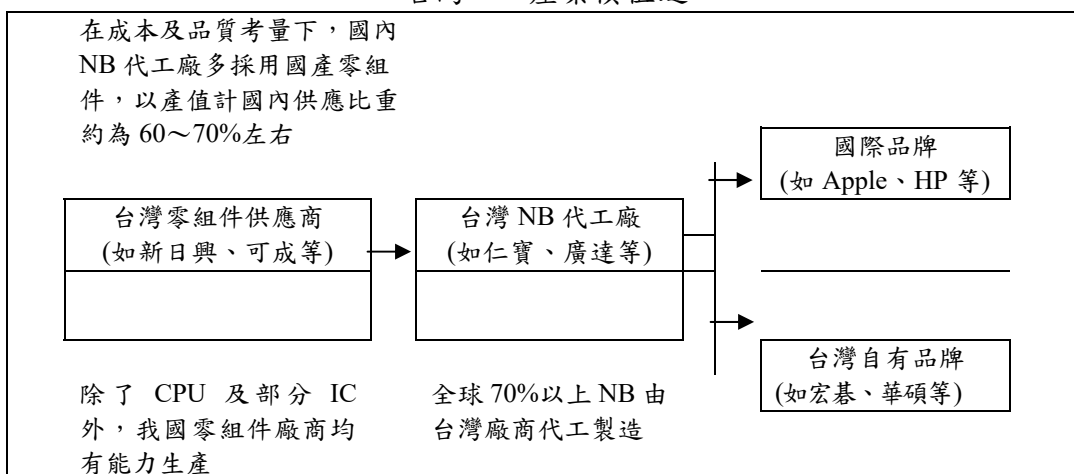 在成本及品質考量下,國內
NB 代工廠多採用國產零組
件,以產值計國內供應比重
約為 60~70%左右
國際品牌
(如 Apple、HP 等)
台灣零組件供應商
(如新日興、可成等)
台灣 NB 代工廠
(如仁寶、廣達等)
台灣自有品牌
(如宏碁、華碩等)
除了 CPU 及部分 IC
外,我國零組件廠商均
有能力生產
全球 70%以上 NB 由
台灣廠商代工製造